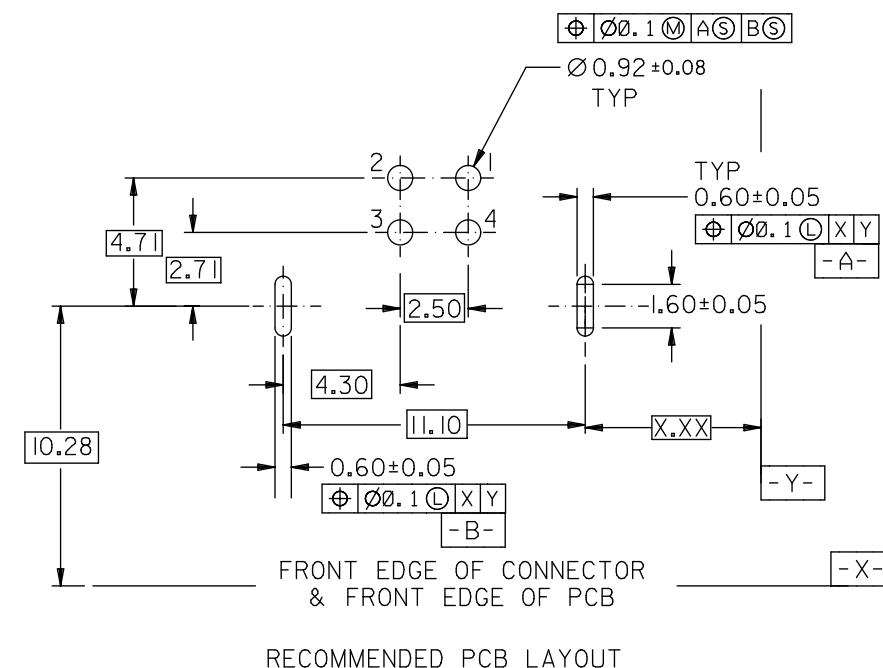 ⌖ Ø0.1 Ⓜ A Ⓢ B Ⓢ
Ø 0.92 ±0.08
TYP
2 1
TYP
0.60±0.05
3 4
⌖ Ø0.1 Ⓛ X Y
4.71
-A-
2.71
2.50
1.60±0.05
4.30
11.10
X.XX
10.28
0.60±0.05
-Y-
⌖ Ø0.1 Ⓛ X Y
-B-
FRONT EDGE OF CONNECTOR
-X-
& FRONT EDGE OF PCB
RECOMMENDED PCB LAYOUT